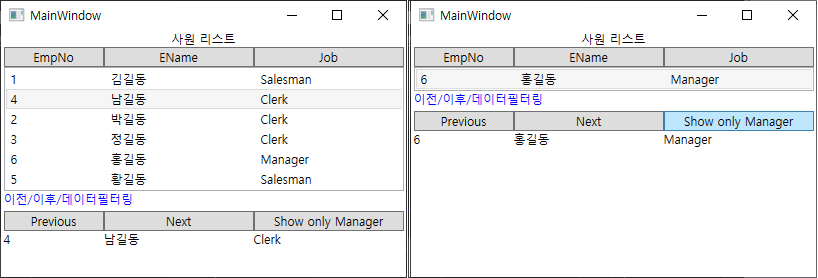 MainWindow
사원 리스트
EmpNo EName Job
1 김길동 Salesman
4 남길동 Clerk
2 박길동 Clerk
3 정길동 Clerk
6 홍길동 Manager
5 황길동 Salesman
이전/이후/데이터필터링
Previous Next Show only Manager
4 남길동 Clerk
MainWindow
사원 리스트
EmpNo EName Job
6 홍길동 Manager
이전/이후/데이터필터링
Previous Next Show only Manager
6 홍길동 Manager